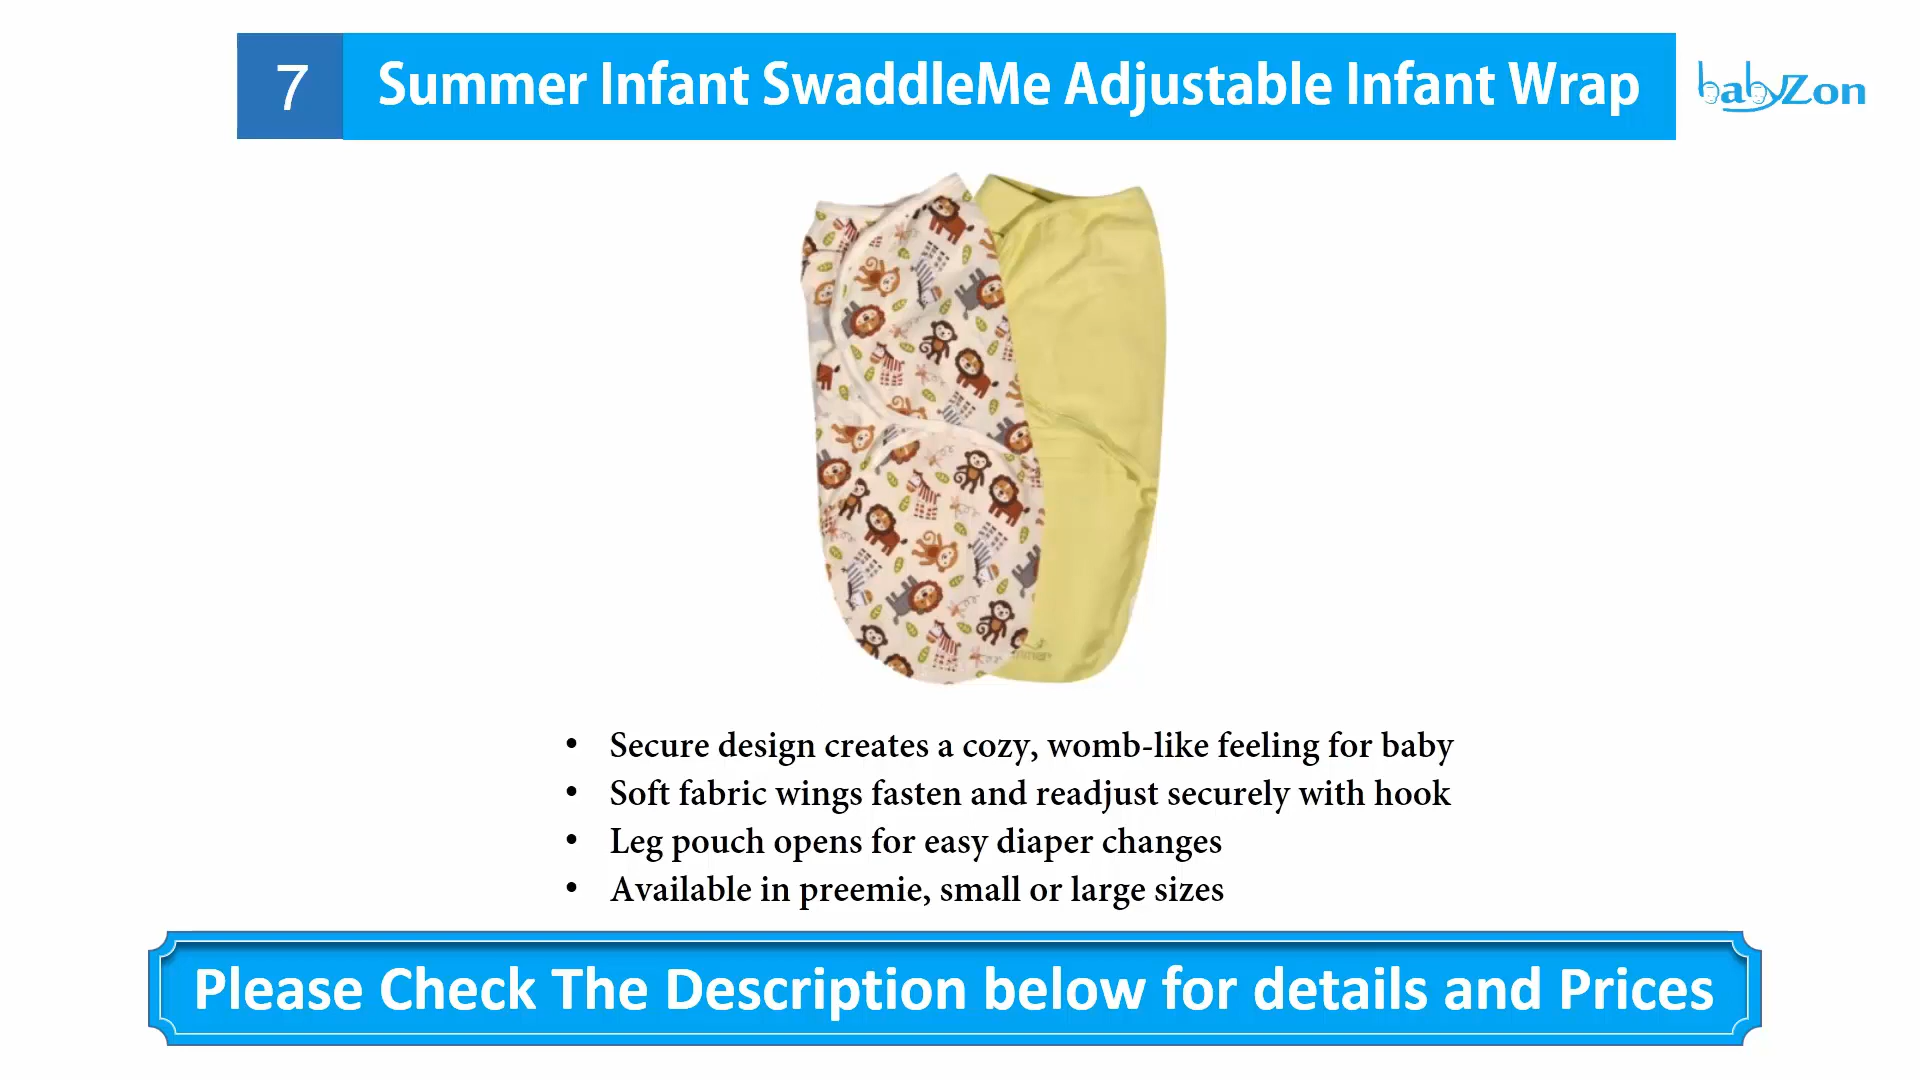 7
Summer Infant SwaddleMe Adjustable Infant Wrap
babyZon
• Secure design creates a cozy, womb-like feeling for baby
• Soft fabric wings fasten and readjust securely with hook
• Leg pouch opens for easy diaper changes
• Available in preemie, small or large sizes
Please Check The Description below for details and Prices